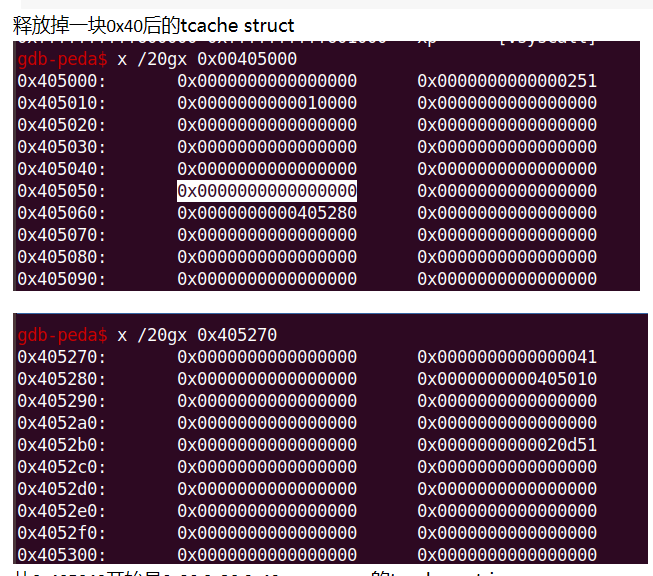 释放掉一块0x40后的tcache struct
gdb-peda$ x /20gx 0x00405000
0x405000: 0x0000000000000000 0x0000000000000251
0x405010: 0x0000000000010000 0x0000000000000000
0x405020: 0x0000000000000000 0x0000000000000000
0x405030: 0x0000000000000000 0x0000000000000000
0x405040: 0x0000000000000000 0x0000000000000000
0x405050: 0x0000000000000000 0x0000000000000000
0x405060: 0x0000000000405280 0x0000000000000000
0x405070: 0x0000000000000000 0x0000000000000000
0x405080: 0x0000000000000000 0x0000000000000000
0x405090: 0x0000000000000000 0x0000000000000000
gdb-peda$ x /20gx 0x405270
0x405270: 0x0000000000000000 0x0000000000000041
0x405280: 0x0000000000000000 0x0000000000405010
0x405290: 0x0000000000000000 0x0000000000000000
0x4052a0: 0x0000000000000000 0x0000000000000000
0x4052b0: 0x0000000000000000 0x0000000000020d51
0x4052c0: 0x0000000000000000 0x0000000000000000
0x4052d0: 0x0000000000000000 0x0000000000000000
0x4052e0: 0x0000000000000000 0x0000000000000000
0x4052f0: 0x0000000000000000 0x0000000000000000
0x405300: 0x0000000000000000 0x0000000000000000